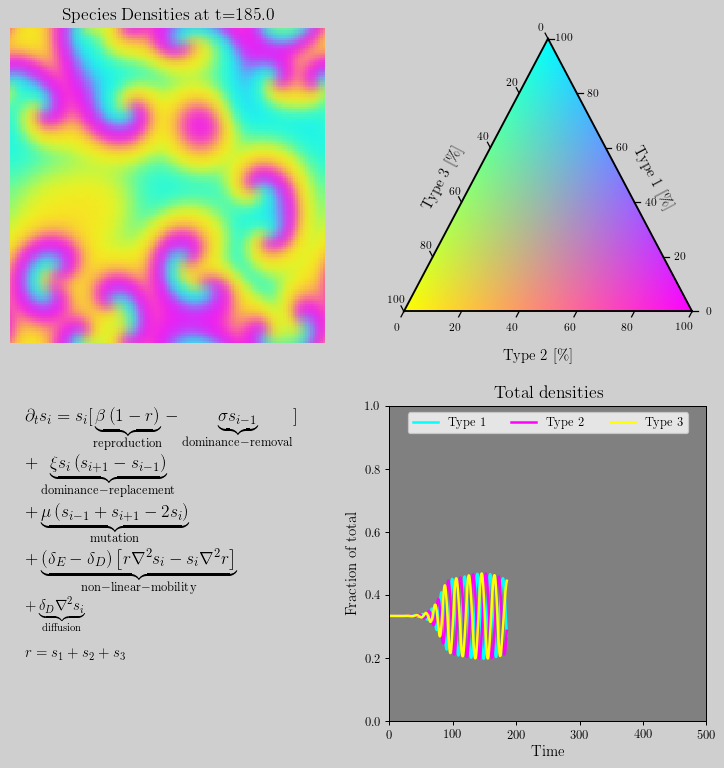 Species Densities at t=185.0
0
100
20
80
40
60
Type 3 [%]
Type 1 [%]
60
40
80
20
100
0
0 20 40 60 80 100
Type 2 [%]
∂ₜsᵢ = sᵢ[β (1 − r) − σsᵢ₋₁ ]
reproduction dominance−removal
+ ξsᵢ (sᵢ₊₁ − sᵢ₋₁)
dominance−replacement
+ μ (sᵢ₋₁ + sᵢ₊₁ − 2sᵢ)
mutation
+ (δ_E − δ_D) [r∇²sᵢ − sᵢ∇²r]
non−linear−mobility
+ δ_D∇²sᵢ
diffusion
r = s₁ + s₂ + s₃
Total densities
Type 1 Type 2 Type 3
1.0
0.8
0.6
0.4
0.2
0.0
Fraction of total
0 100 200 300 400 500
Time